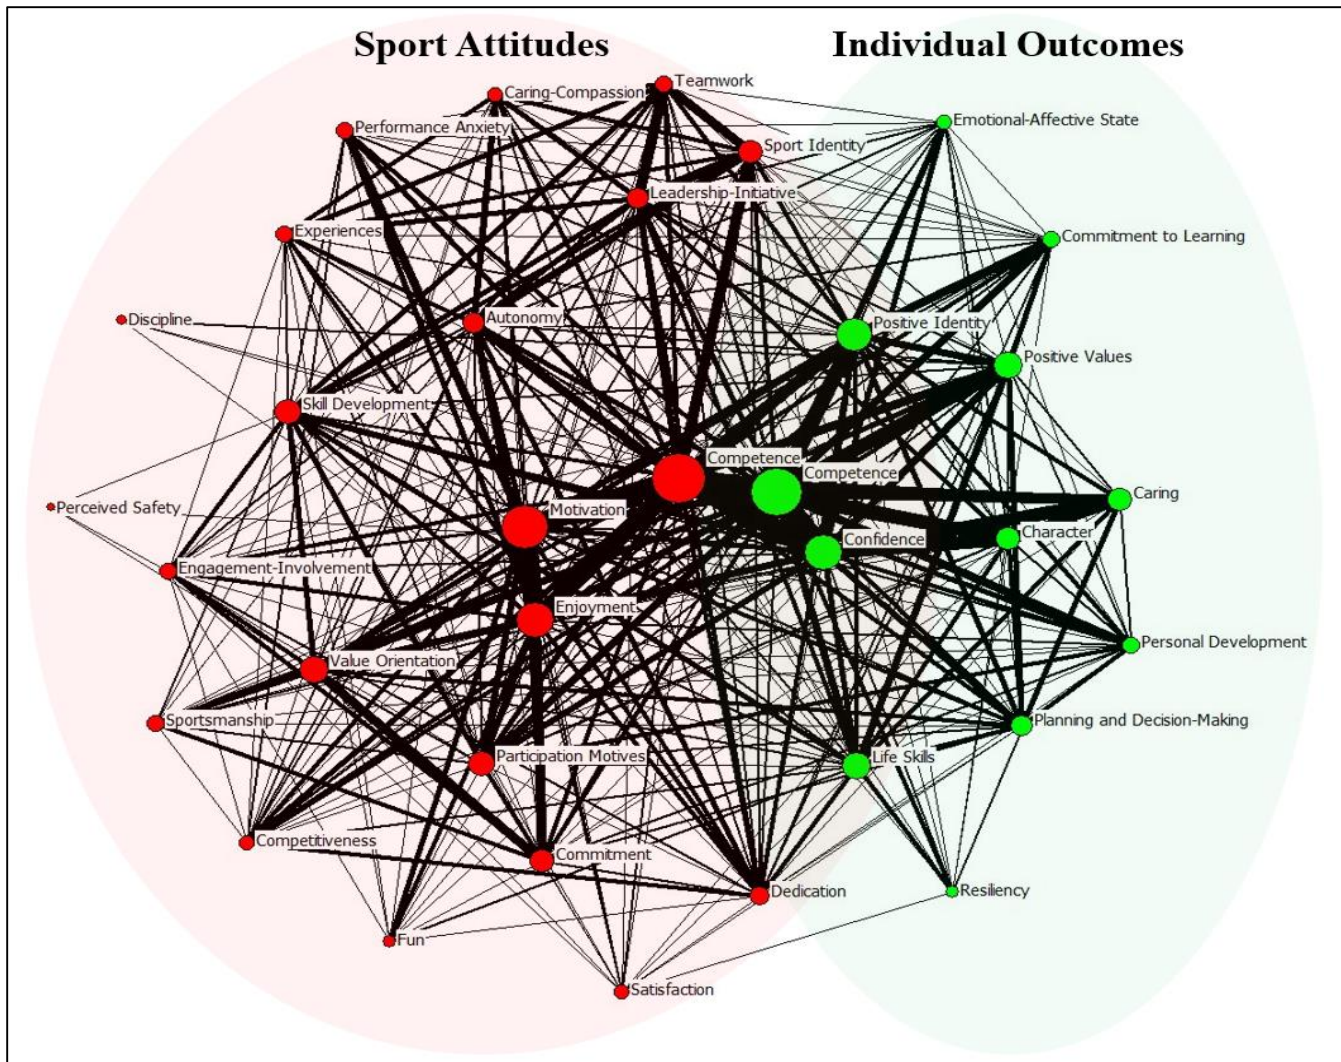 Sport Attitudes
Individual Outcomes
Teamwork
Caring-Compassion
Emotional-Affective State
Performance Anxiety
Sport Identity
Leadership-Initiative
Experiences
Commitment to Learning
Discipline
Autonomy
Positive Identity
Positive Values
Skill Development
Competence
Competence
Caring
Perceived Safety
Motivation
Character
Confidence
Engagement-Involvement
Enjoyment
Personal Development
Value Orientation
Sportsmanship
Planning and Decision-Making
Participation Motives
Life Skills
Competitiveness
Commitment
Dedication
Resiliency
Fun
Satisfaction